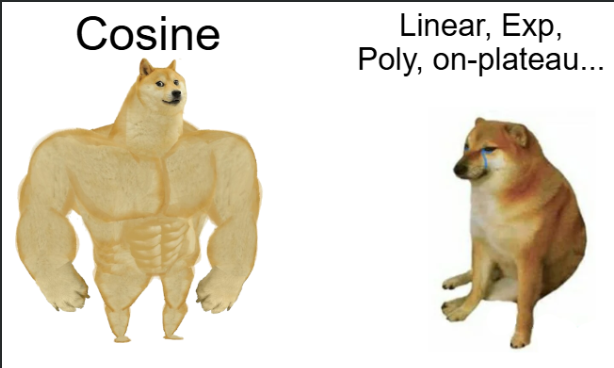 Cosine
Linear, Exp,
Poly, on-plateau...